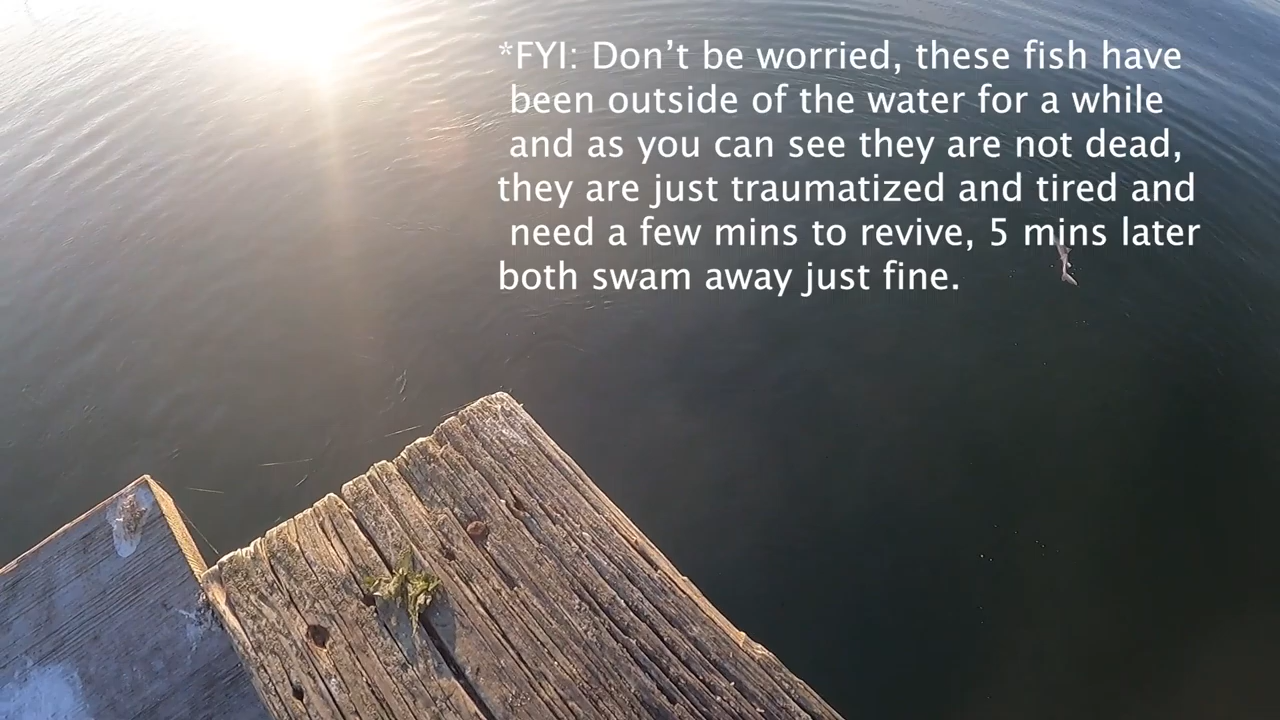 *FYI: Don't be worried, these fish have
been outside of the water for a while
and as you can see they are not dead,
they are just traumatized and tired and
need a few mins to revive, 5 mins later
both swam away just fine.